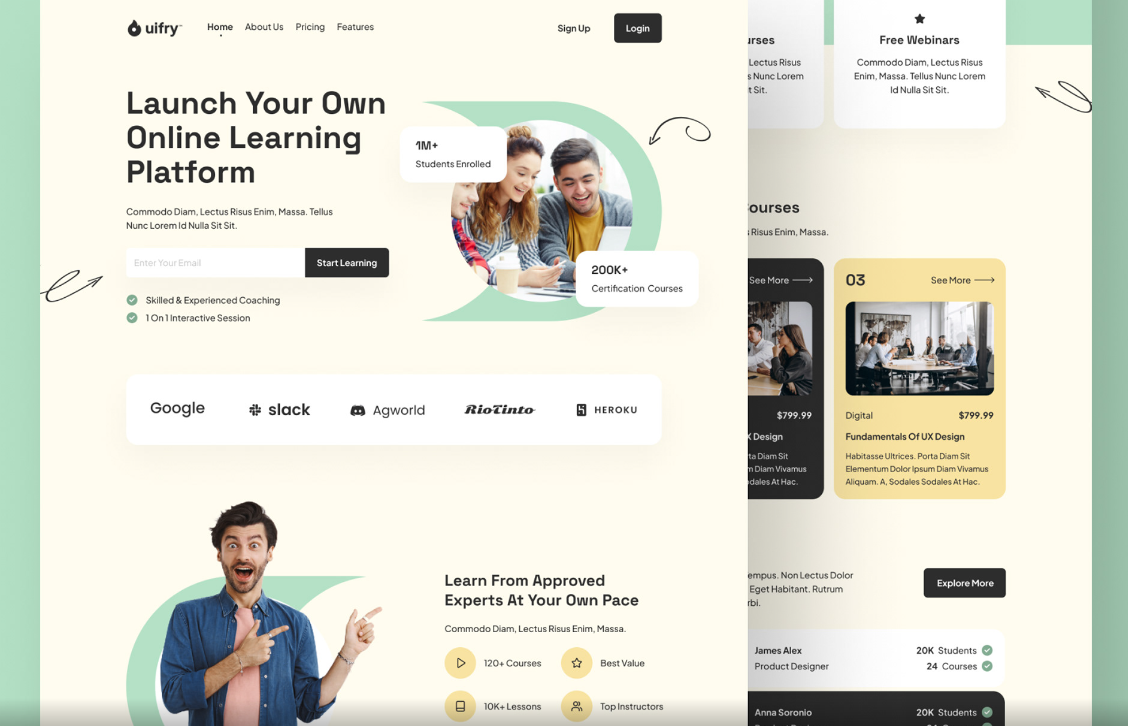 uifry™
Home About Us Pricing Features
Sign Up Login
Launch Your Own
Online Learning
Platform
Commodo Diam, Lectus Risus Enim, Massa. Tellus
Nunc Lorem Id Nulla Sit Sit.
Enter Your Email Start Learning
Skilled & Experienced Coaching
1 On 1 Interactive Session
1M+
Students Enrolled
200K+
Certification Courses
Google slack Agworld RioTinto HEROKU
Learn From Approved
Experts At Your Own Pace
Commodo Diam, Lectus Risus Enim, Massa.
120+ Courses Best Value
10K+ Lessons Top Instructors
Lectus Risus
Nunc Lorem
Sit.
Free Webinars
Commodo Diam, Lectus Risus
Enim, Massa. Tellus Nunc Lorem
Id Nulla Sit Sit.
Risus Enim, Massa.
See More
$799.99
Design
Diam Sit
Diam Vivamus
At Hac.
03 See More
Digital $799.99
Fundamentals Of UX Design
Habitasse Ultrices. Porta Diam Sit
Elementum Dolor Ipsum Diam Vivamus
Aliquam. A, Sodales Sodales At Hac.
Non Lectus Dolor
Eget Habitant. Rutrum
Explore More
James Alex 20K Students
Product Designer 24 Courses
Anna Soronio 20K Students